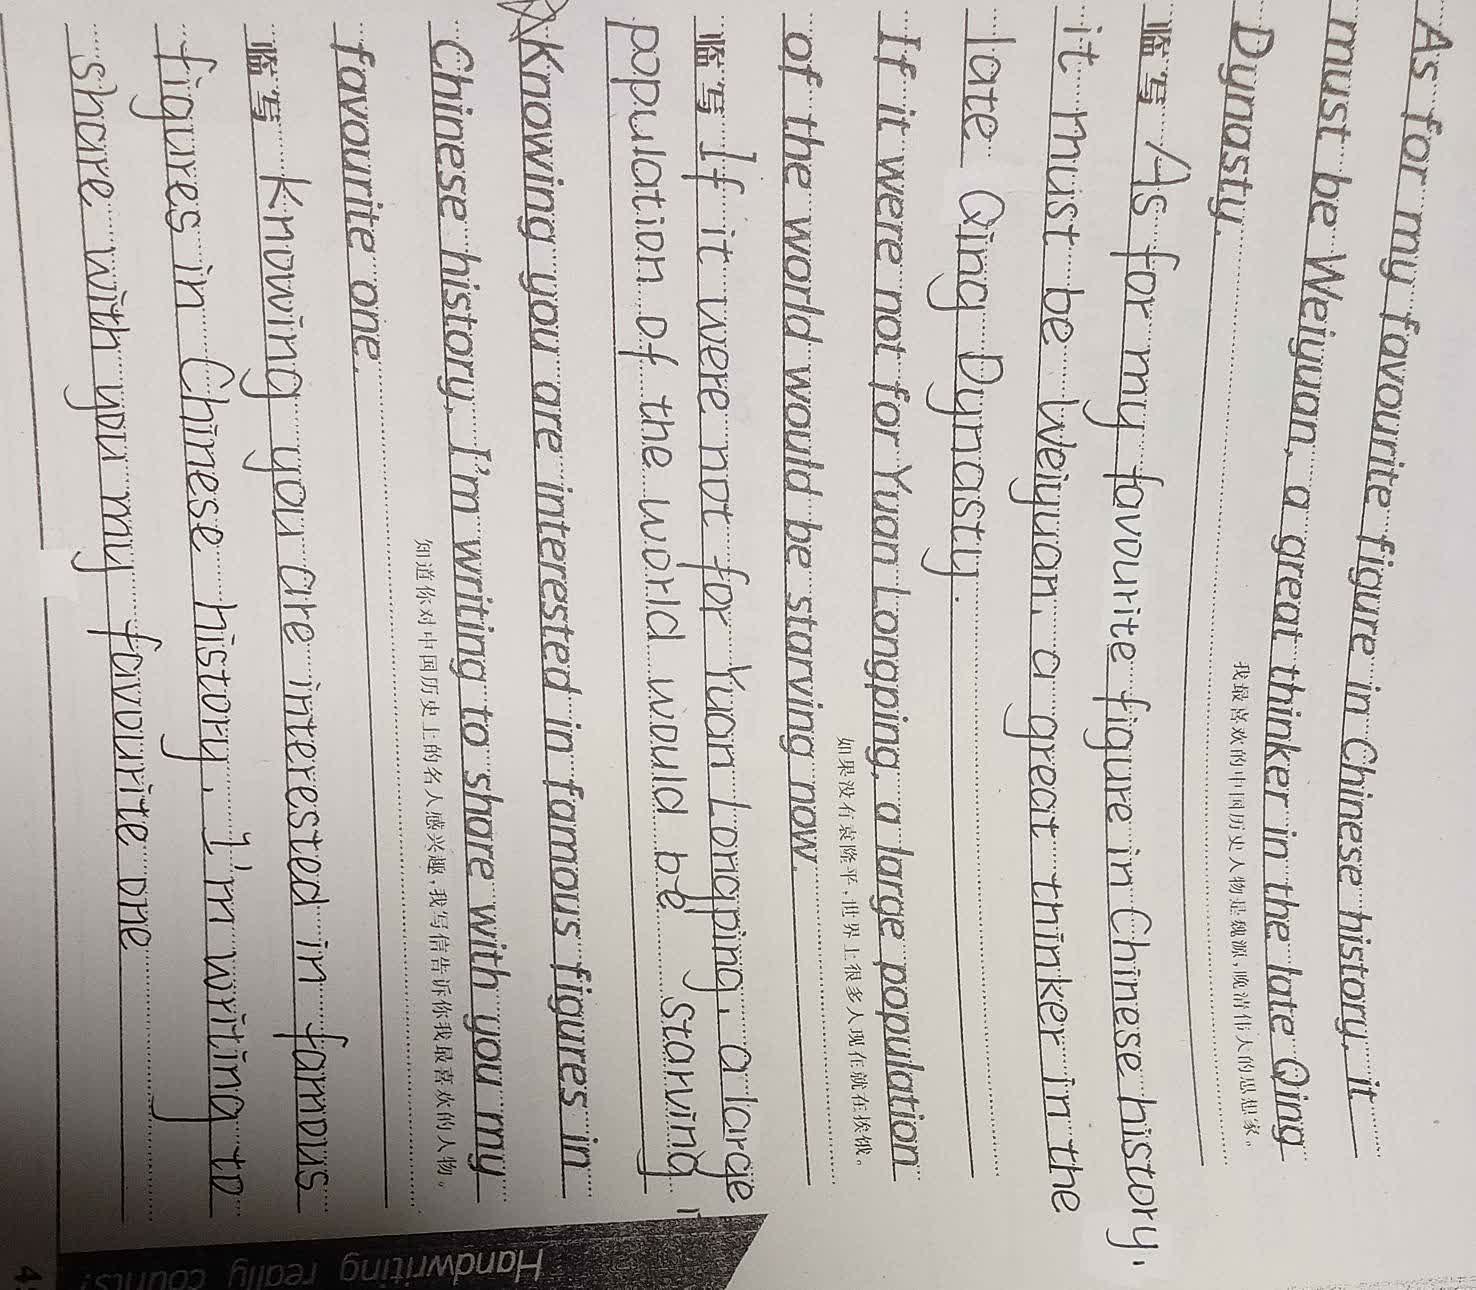 As for my favourite figure in Chinese history, it
must be Weiyuan, a great thinker in the late Qing
Dynasty.
我最喜欢的中国历史人物是魏源,晚清伟大的思想家。
临写 As for my favourite figure in Chinese history,
it must be Weiyuan, a great thinker in the
late Qing Dynasty.
If it were not for Yuan Longping, a large population
of the world would be starving now.
如果没有袁隆平,世界上很多人现在就在挨饿。
临写 If it were not for Yuan Longping, a large
population of the world would be starving
Knowing you are interested in famous figures in
Chinese history, I'm writing to share with you my
favourite one.
知道你对中国历史上的名人感兴趣,我写信告诉你我最喜欢的人物。
临写 Knowing you are interested in famous
figures in Chinese history, I'm writing to
share with you my favourite one
Handwriting really counts!